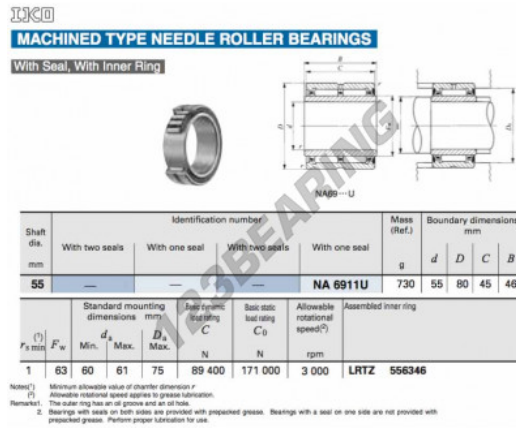 IKO
MACHINED TYPE NEEDLE ROLLER BEARINGS
With Seal, With Inner Ring
B
C
D
d
NA69···U
Shaft dia. mm
Identification number
Mass (Ref.) g
Boundary dimensions mm
With two seals With one seal With two seals With one seal
d D C B
55 — — — NA 6911U 730 55 80 45 46
Standard mounting dimensions mm
Basic dynamic load rating C N
Basic static load rating C0 N
Allowable rotational speed(2) rpm
Assembled inner ring
rs min (1) Fw da Min. Max. Da Max.
1 63 60 61 75 89 400 171 000 3 000 LRTZ 556346
Notes(1) Minimum allowable value of chamfer dimension r
(2) Allowable rotational speed applies to grease lubrication.
Remarks1. The outer ring has an oil groove and an oil hole.
2. Bearings with seals on both sides are provided with prepacked grease. Bearings with a seal on one side are not provided with
prepacked grease. Perform proper lubrication for use.
123BEARING